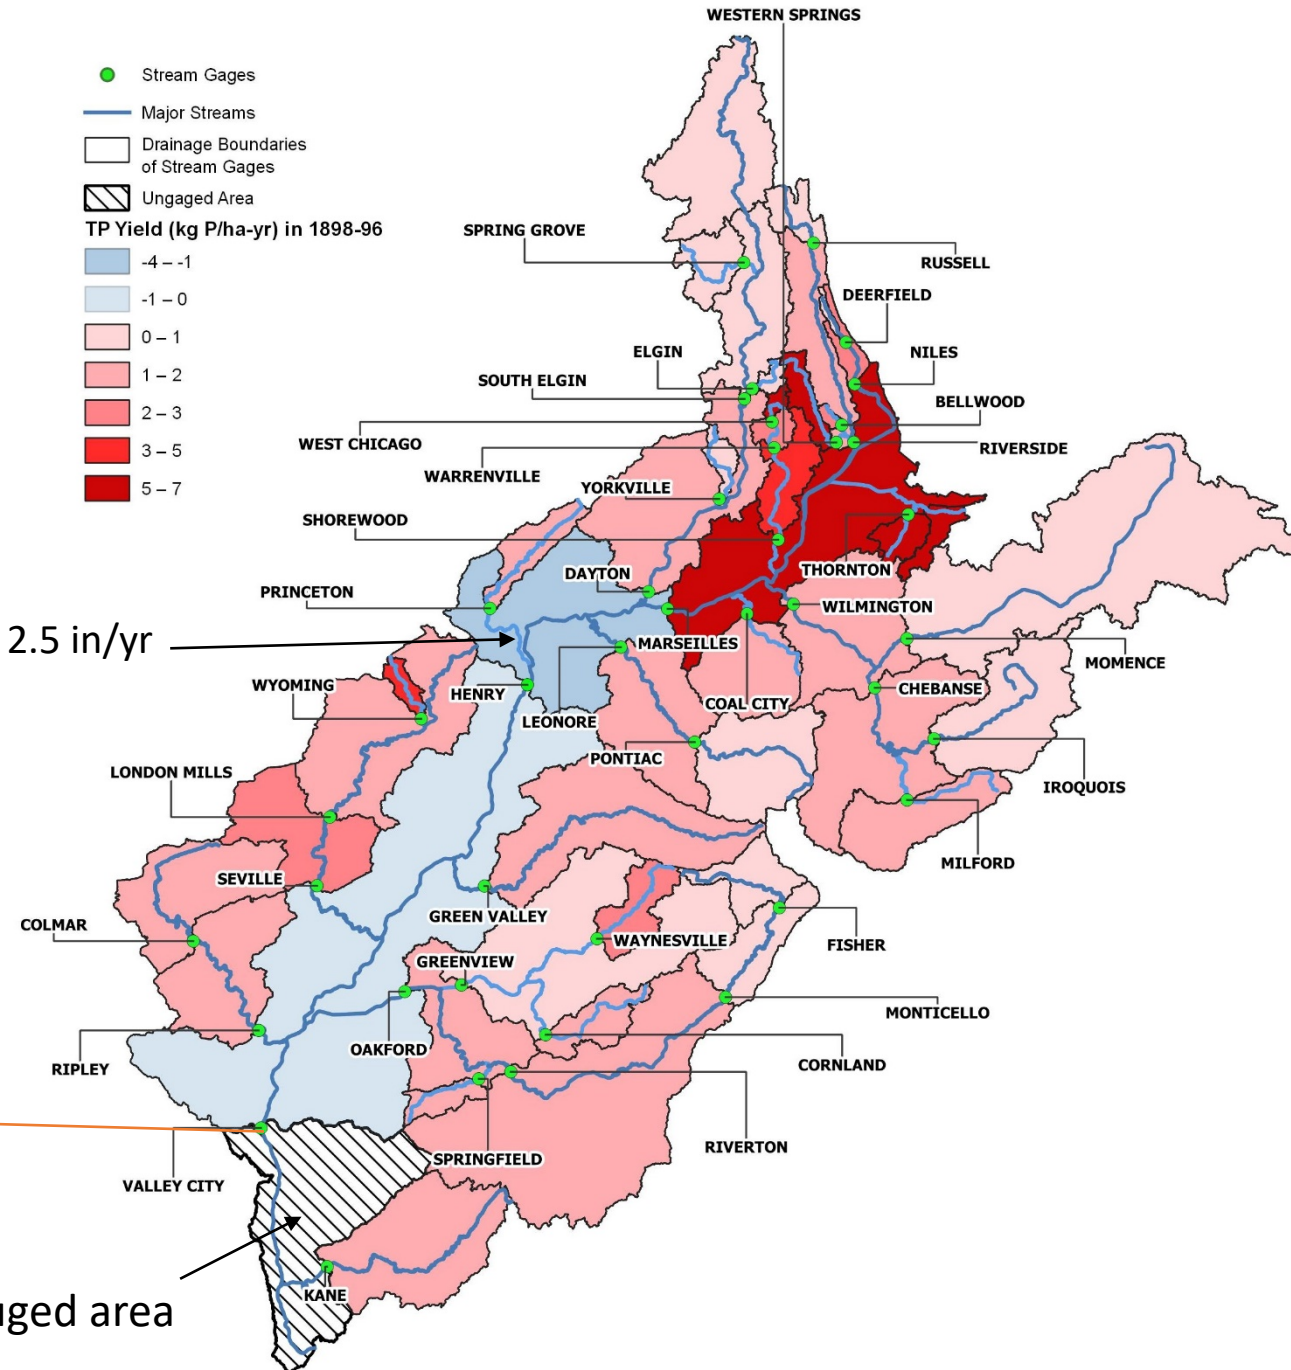 WESTERN SPRINGS
Stream Gages
Major Streams
Drainage Boundaries
of Stream Gages
Ungaged Area
TP Yield (kg P/ha-yr) in 1898-96
-4 – -1
-1 – 0
0 – 1
1 – 2
2 – 3
3 – 5
5 – 7
SPRING GROVE
RUSSELL
DEERFIELD
ELGIN
NILES
SOUTH ELGIN
BELLWOOD
WEST CHICAGO
RIVERSIDE
WARRENVILLE
YORKVILLE
SHOREWOOD
THORNTON
DAYTON
PRINCETON
WILMINGTON
2.5 in/yr
MARSEILLES
MOMENCE
WYOMING
HENRY
CHEBANSE
LEONORE
COAL CITY
PONTIAC
LONDON MILLS
IROQUOIS
MILFORD
SEVILLE
GREEN VALLEY
COLMAR
WAYNESVILLE
FISHER
GREENVIEW
MONTICELLO
OAKFORD
RIPLEY
CORNLAND
RIVERTON
SPRINGFIELD
VALLEY CITY
KANE
ged area